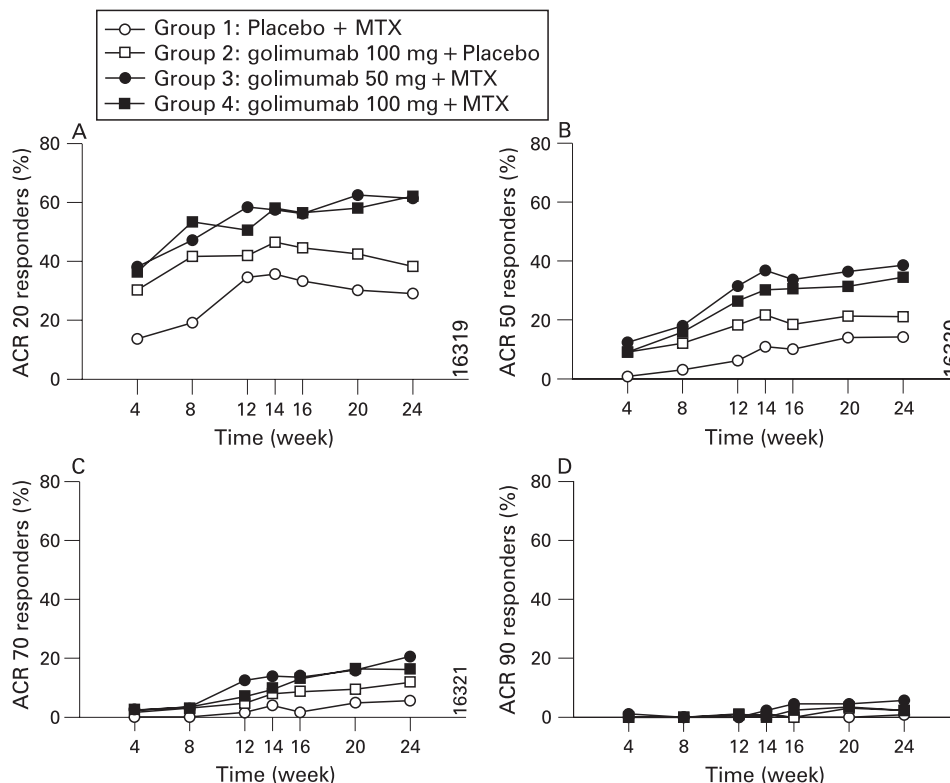 Group 1: Placebo + MTX
Group 2: golimumab 100 mg + Placebo
Group 3: golimumab 50 mg + MTX
Group 4: golimumab 100 mg + MTX
A
ACR 20 responders (%)
80
60
40
20
0
4 8 12 14 16 20 24
Time (week)
16319
B
ACR 50 responders (%)
80
60
40
20
0
4 8 12 14 16 20 24
Time (week)
C
ACR 70 responders (%)
80
60
40
20
0
4 8 12 14 16 20 24
Time (week)
16321
D
ACR 90 responders (%)
80
60
40
20
0
4 8 12 14 16 20 24
Time (week)